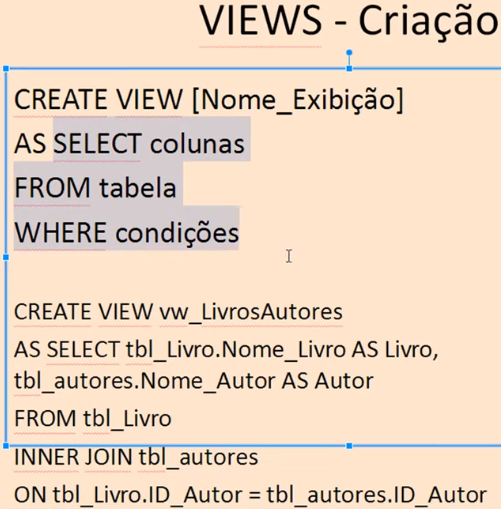 VIEWS - Criação
CREATE VIEW [Nome_Exibição]
AS SELECT colunas
FROM tabela
WHERE condições
CREATE VIEW vw_LivrosAutores
AS SELECT tbl_Livro.Nome_Livro AS Livro,
tbl_autores.Nome_Autor AS Autor
FROM tbl_Livro
INNER JOIN tbl_autores
ON tbl_Livro.ID_Autor = tbl_autores.ID_Autor